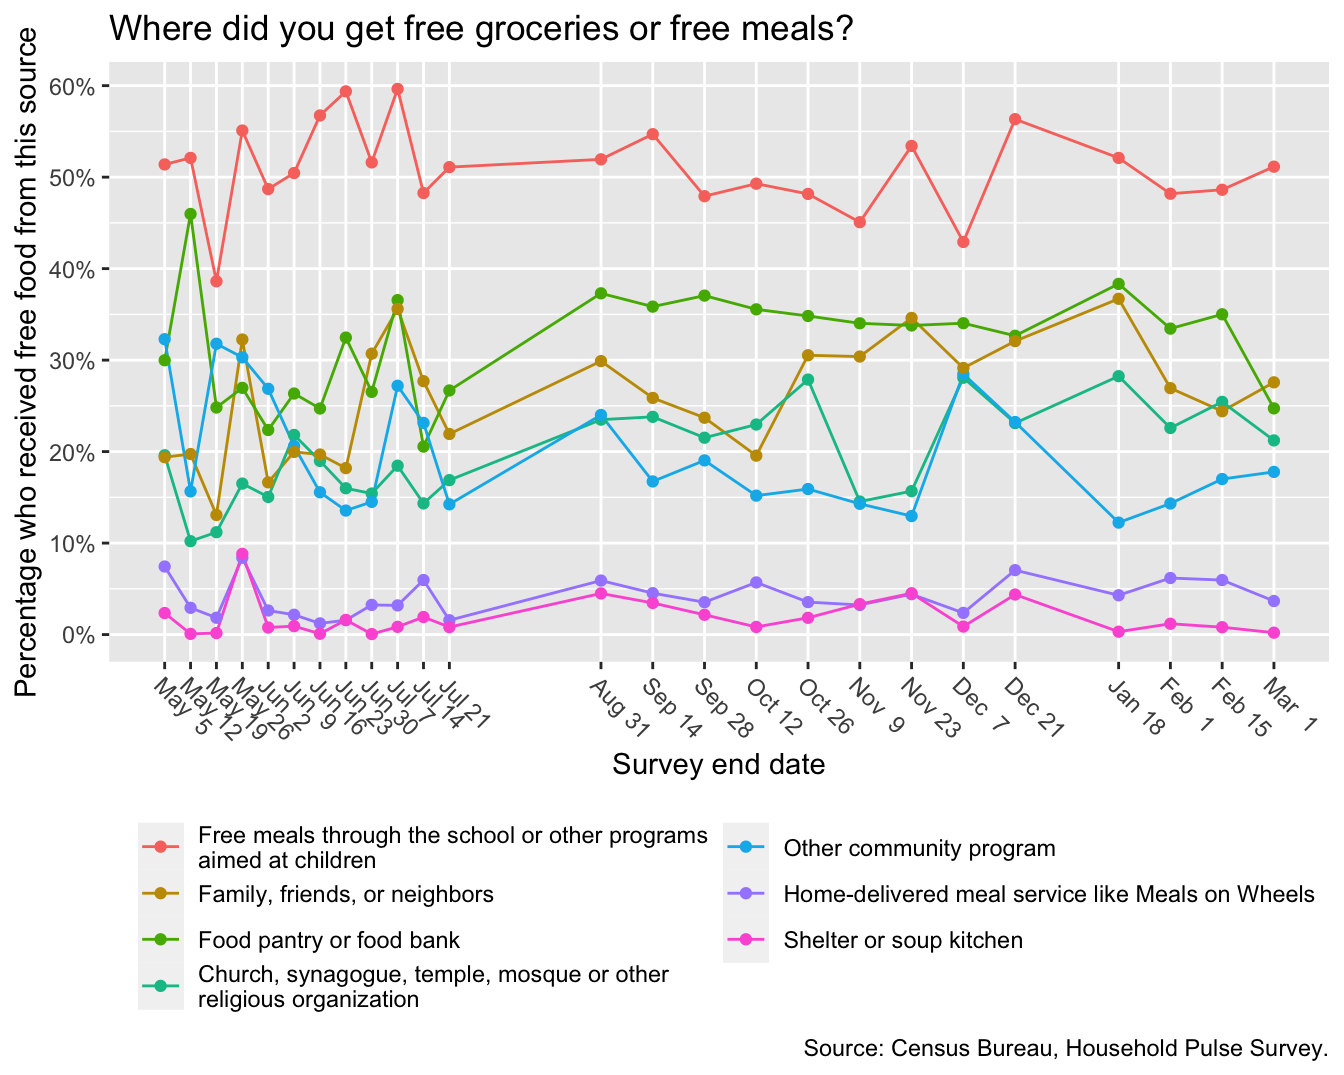 Where did you get free groceries or free meals?
Percentage who received free food from this source
60%
50%
40%
30%
20%
10%
0%
May 5
May 12
May 19
May 26
Jun 2
Jun 9
Jun 16
Jun 23
Jun 30
Jul 7
Jul 14
Jul 21
Aug 31
Sep 14
Sep 28
Oct 12
Oct 26
Nov 9
Nov 23
Dec 7
Dec 21
Jan 18
Feb 1
Feb 15
Mar 1
Survey end date
Free meals through the school or other programs
aimed at children
Family, friends, or neighbors
Food pantry or food bank
Church, synagogue, temple, mosque or other
religious organization
Other community program
Home-delivered meal service like Meals on Wheels
Shelter or soup kitchen
Source: Census Bureau, Household Pulse Survey.